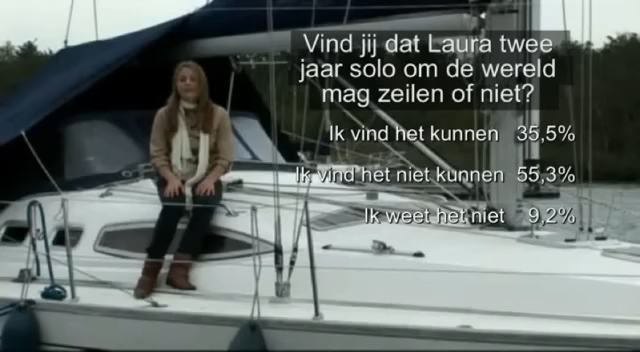 Vind jij dat Laura twee
jaar solo om de wereld
mag zeilen of niet?
Ik vind het kunnen 35,5%
Ik vind het niet kunnen 55,3%
Ik weet het niet 9,2%